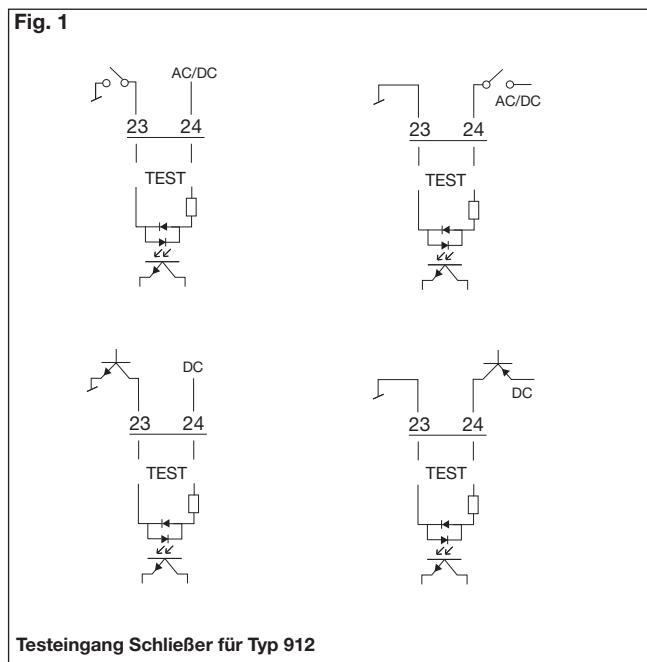 Fig. 1
AC/DC
23 24
TEST
AC/DC
23 24
TEST
DC
23 24
TEST
DC
23 24
TEST
Testeingang Schließer für Typ 912